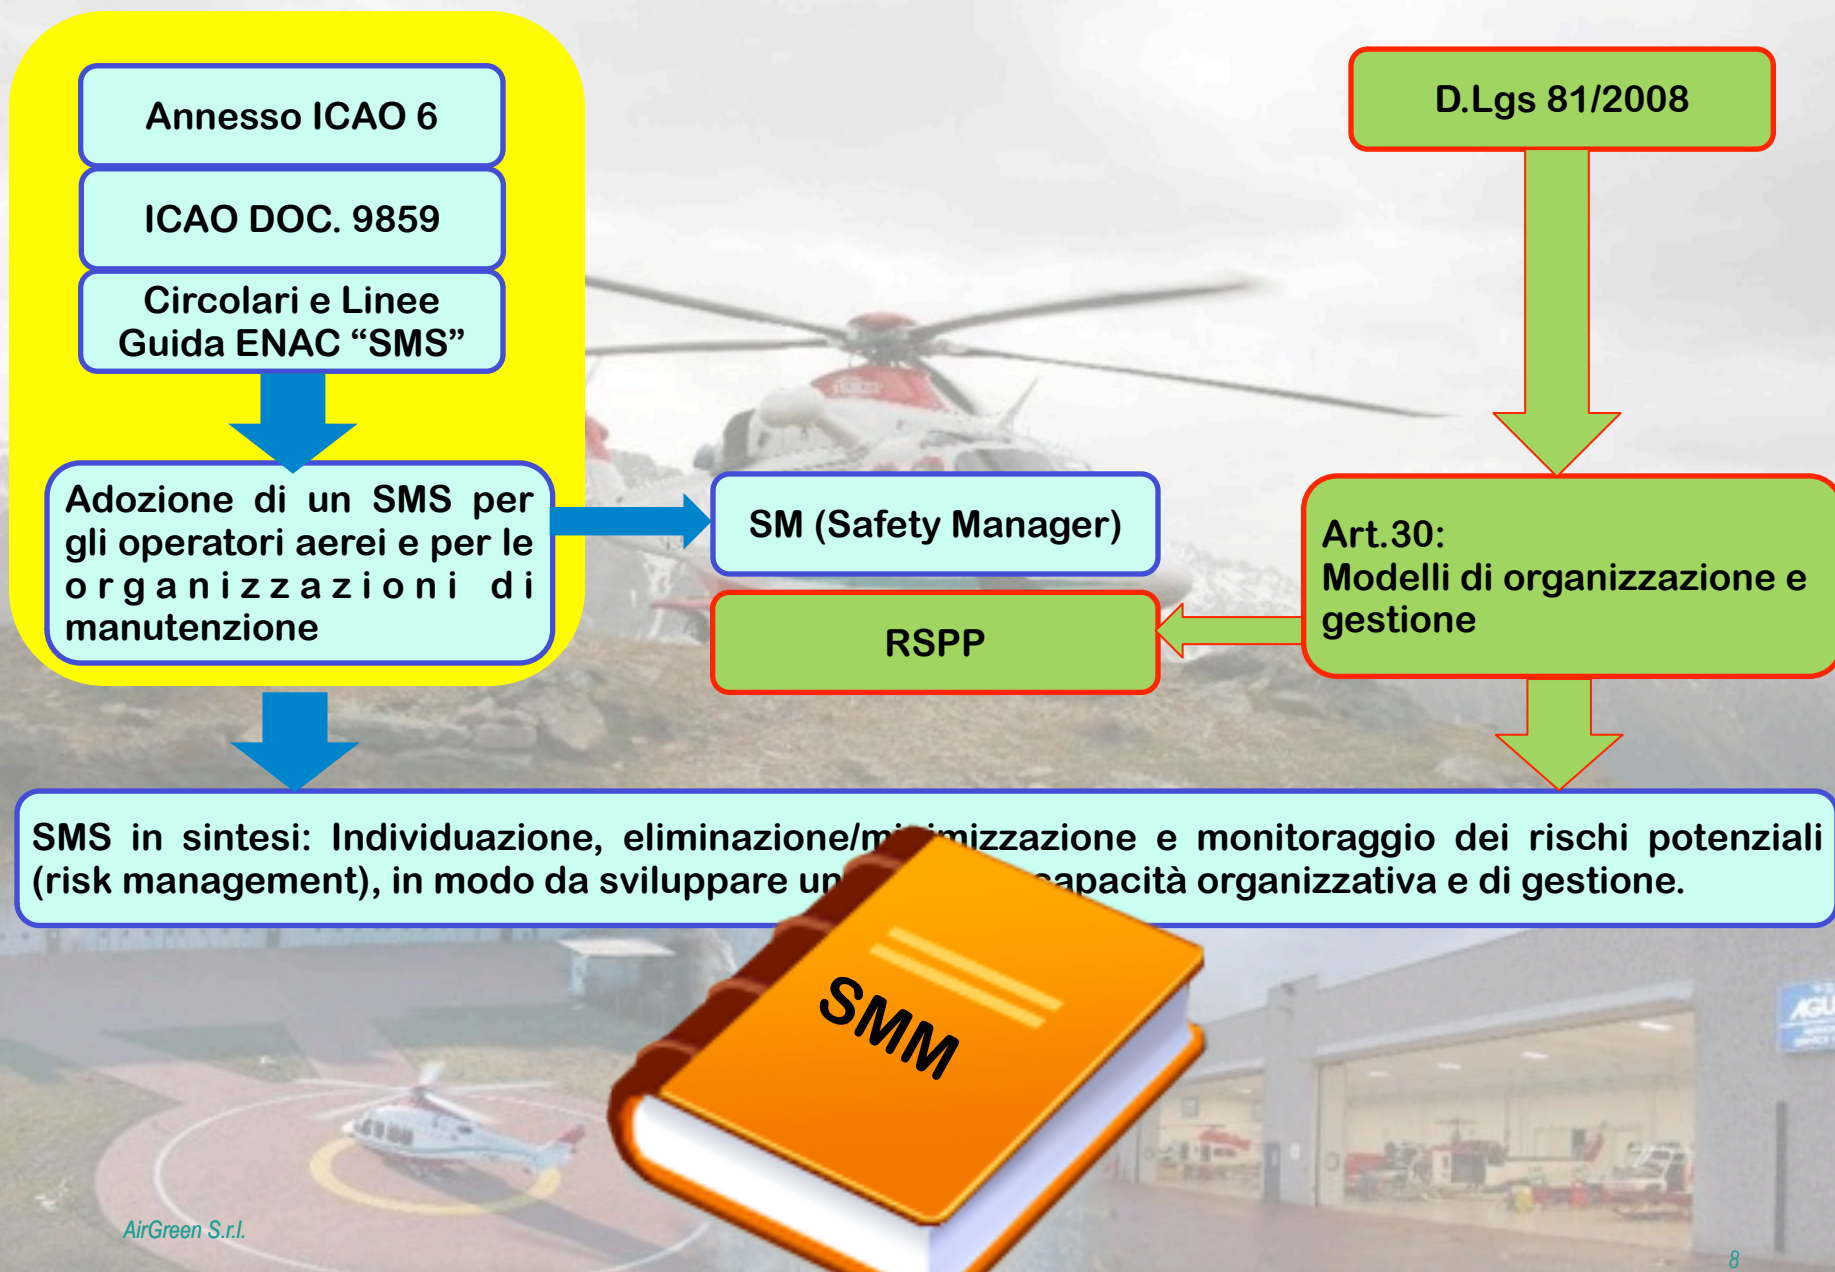 Annesso ICAO 6
ICAO DOC. 9859
Circolari e Linee
Guida ENAC “SMS”
Adozione di un SMS per
gli operatori aerei e per le
organizzazioni di
manutenzione
SM (Safety Manager)
RSPP
D.Lgs 81/2008
Art.30:
Modelli di organizzazione e
gestione
SMS in sintesi: Individuazione, eliminazione/minimizzazione e monitoraggio dei rischi potenziali
(risk management), in modo da sviluppare un capacità organizzativa e di gestione.
SMM
AirGreen S.r.l.
8